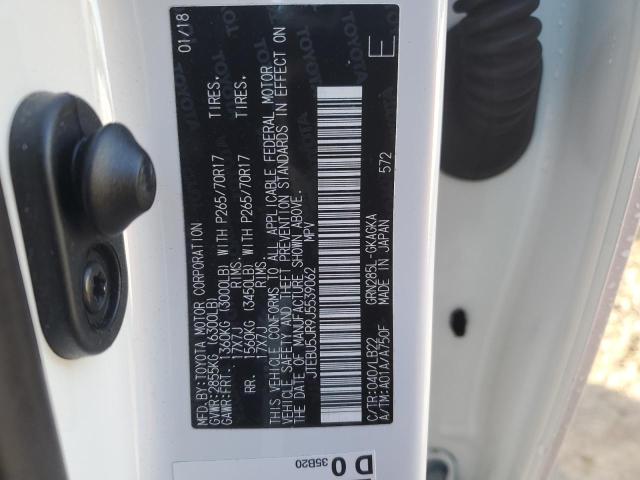 01/18
MFD.BY:TOYOTA MOTOR CORPORATION
GVWR:2855KG (6300LB)
GAWR:FRT. 1360KG (3000LB) WITH P265/70R17 TIRES,
17X7J RIMS.
RR. 1560KG (3450LB) WITH P265/70R17 TIRES,
17X7J RIMS.
THIS VEHICLE CONFORMS TO ALL APPLICABLE FEDERAL MOTOR
VEHICLE SAFETY AND THEFT PREVENTION STANDARDS IN EFFECT ON
THE DATE OF MANUFACTURE SHOWN ABOVE.
JTEBU5JR9J5539062 MPV
E
C/TR:040/LB22 GRN285L-GKAGKA
A/TM:A01A/A750F MADE IN JAPAN 572
D0
35B20